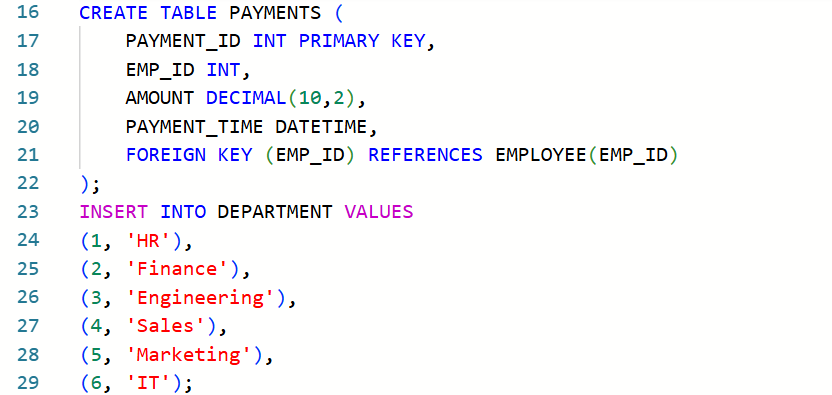 16 CREATE TABLE PAYMENTS (
17 PAYMENT_ID INT PRIMARY KEY,
18 EMP_ID INT,
19 AMOUNT DECIMAL(10,2),
20 PAYMENT_TIME DATETIME,
21 FOREIGN KEY (EMP_ID) REFERENCES EMPLOYEE(EMP_ID)
22 );
23 INSERT INTO DEPARTMENT VALUES
24 (1, 'HR'),
25 (2, 'Finance'),
26 (3, 'Engineering'),
27 (4, 'Sales'),
28 (5, 'Marketing'),
29 (6, 'IT');